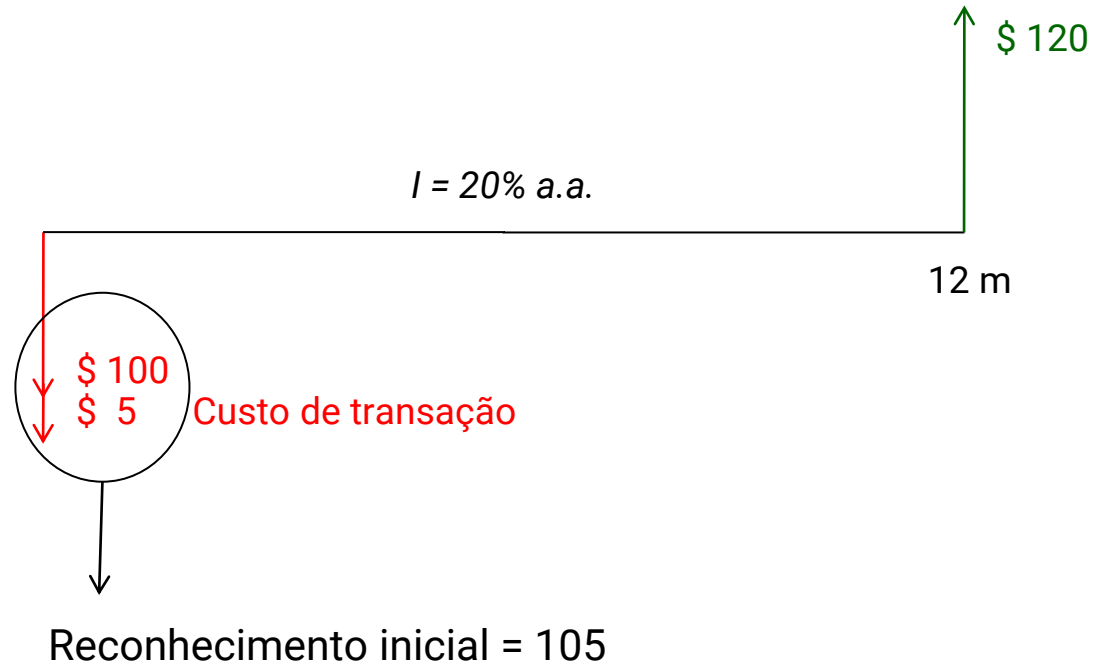 $ 120
I = 20% a.a.
12 m
$ 100
$ 5 Custo de transação
Reconhecimento inicial = 105